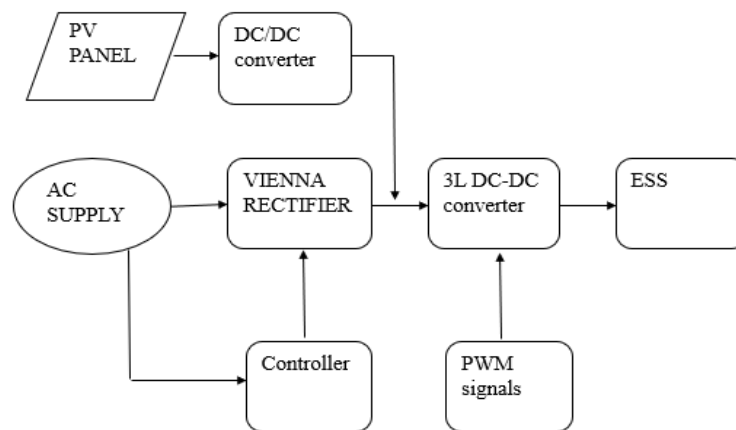 PV
PANEL
DC/DC
converter
AC
SUPPLY
VIENNA
RECTIFIER
3L DC-DC
converter
ESS
Controller
PWM
signals